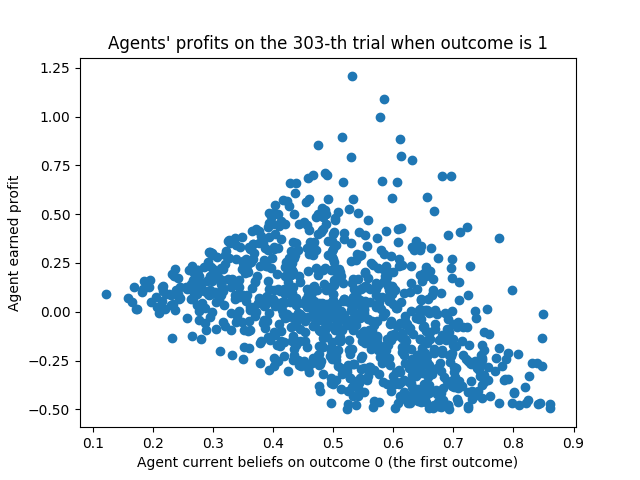 Agents' profits on the 303-th trial when outcome is 1
1.25
1.00
0.75
0.50
0.25
0.00
−0.25
−0.50
Agent earned profit
0.1 0.2 0.3 0.4 0.5 0.6 0.7 0.8 0.9
Agent current beliefs on outcome 0 (the first outcome)